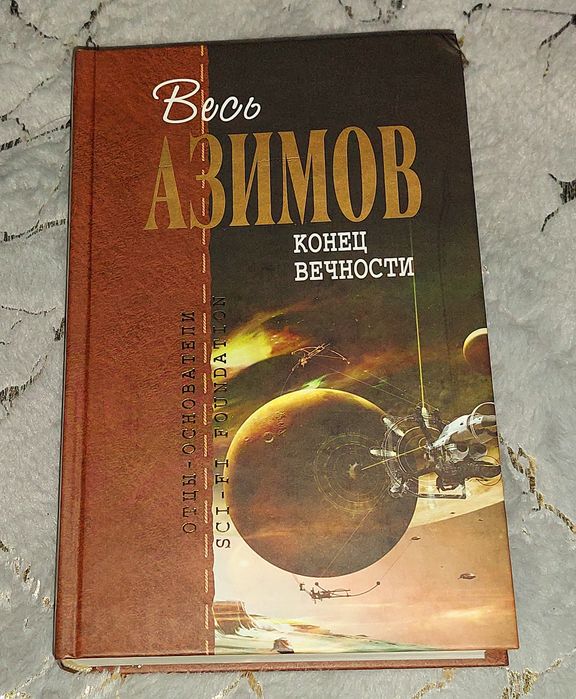 Весь
АЗИМОВ
КОНЕЦ
ВЕЧНОСТИ
ОТЦЫ-ОСНОВАТЕЛИ
SCI-FI FOUNDATION